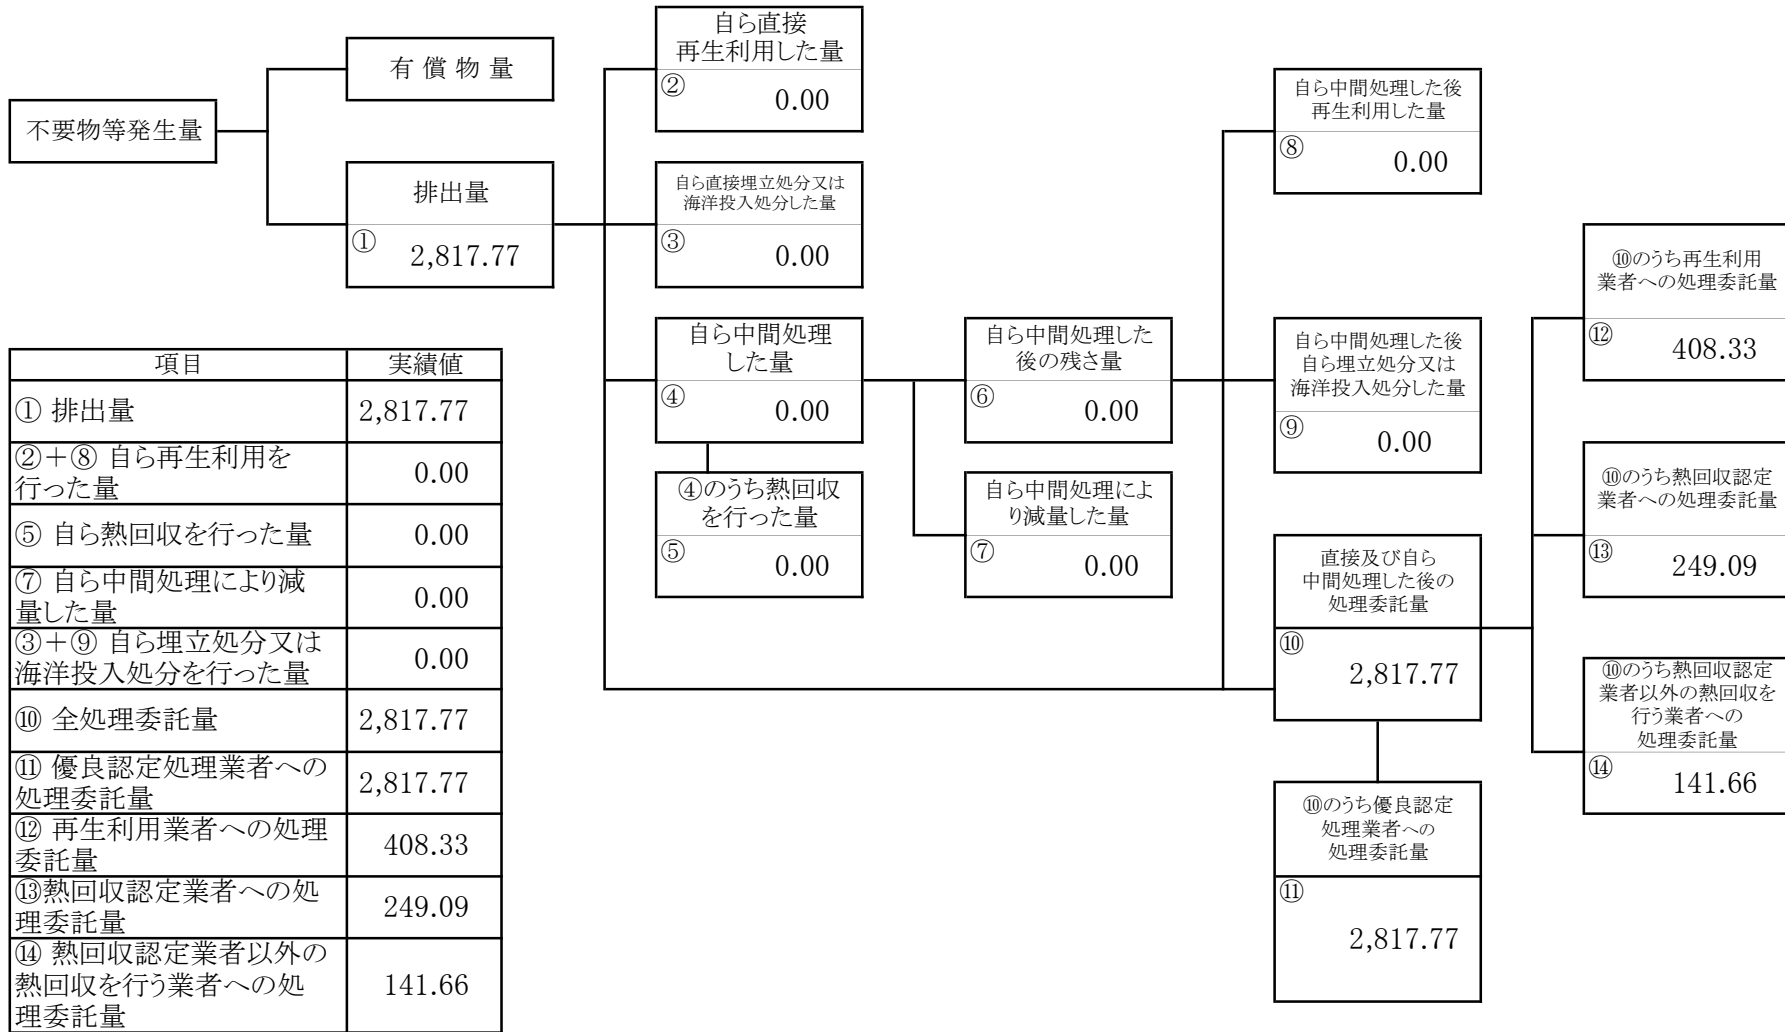 不要物等発生量
有償物量
排出量
①
2,817.77
自ら直接
再生利用した量
②
0.00
自ら直接埋立処分又は
海洋投入処分した量
③
0.00
自ら中間処理
した量
④
0.00
④のうち熱回収
を行った量
⑤
0.00
自ら中間処理した
後の残さ量
⑥
0.00
自ら中間処理によ
り減量した量
⑦
0.00
自ら中間処理した後
再生利用した量
⑧
0.00
自ら中間処理した後
自ら埋立処分又は
海洋投入処分した量
⑨
0.00
直接及び自ら
中間処理した後の
処理委託量
⑩
2,817.77
⑩のうち優良認定
処理業者への
処理委託量
⑪
2,817.77
⑩のうち再生利用
業者への処理委託量
⑫
408.33
⑩のうち熱回収認定
業者への処理委託量
⑬
249.09
⑩のうち熱回収認定
業者以外の熱回収を
行う業者への
処理委託量
⑭
141.66
項目 実績値
① 排出量 2,817.77
②＋⑧ 自ら再生利用を
行った量 0.00
⑤ 自ら熱回収を行った量 0.00
⑦ 自ら中間処理により減
量した量 0.00
③＋⑨ 自ら埋立処分又は
海洋投入処分を行った量 0.00
⑩ 全処理委託量 2,817.77
⑪ 優良認定処理業者への
処理委託量 2,817.77
⑫ 再生利用業者への処理
委託量 408.33
⑬熱回収認定業者への処
理委託量 249.09
⑭ 熱回収認定業者以外の
熱回収を行う業者への処
理委託量 141.66